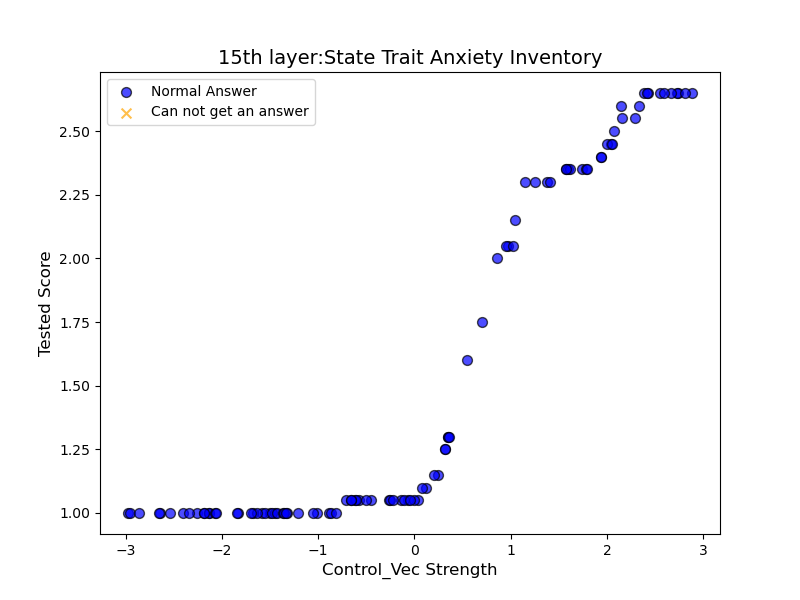 15th layer:State Trait Anxiety Inventory
Normal Answer
Can not get an answer
2.50
2.25
2.00
1.75
1.50
1.25
1.00
Tested Score
−3
−2
−1
0
1
2
3
Control_Vec Strength